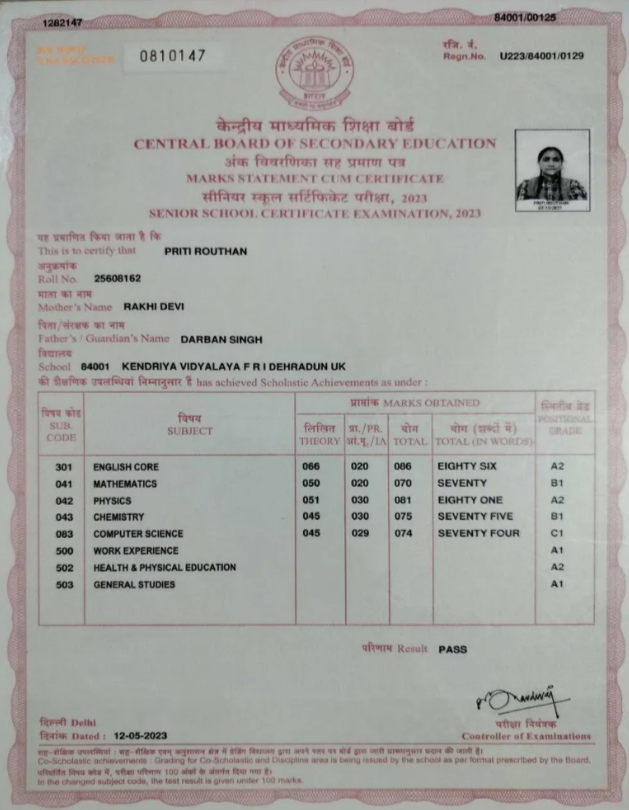 1282147
84001/00125
0810147
रजि. नं.
Regn.No. U223/84001/0129
भारत
केन्द्रीय माध्यमिक शिक्षा बोर्ड
CENTRAL BOARD OF SECONDARY EDUCATION
अंक विवरणिका सह प्रमाण पत्र
MARKS STATEMENT CUM CERTIFICATE
सीनियर स्कूल सर्टिफिकेट परीक्षा, 2023
SENIOR SCHOOL CERTIFICATE EXAMINATION, 2023
PRITI ROUTHAN
यह प्रमाणित किया जाता है कि
This is to certify that PRITI ROUTHAN
अनुक्रमांक
Roll No. 25608162
माता का नाम
Mother's Name RAKHI DEVI
पिता/संरक्षक का नाम
Father's / Guardian's Name DARBAN SINGH
विद्यालय
School 84001 KENDRIYA VIDYALAYA F R I DEHRADUN UK
की शैक्षणिक उपलब्धियां निम्नानुसार हैं has achieved Scholastic Achievements as under :
विषय कोड SUB. CODE
विषय SUBJECT
प्राप्तांक MARKS OBTAINED
लिखित THEORY
प्रा./PR. आं.मू./IA
योग TOTAL
योग (शब्दों में) TOTAL (IN WORDS)
स्थितीय ग्रेड POSITIONAL GRADE
301 ENGLISH CORE 066 020 086 EIGHTY SIX A2
041 MATHEMATICS 050 020 070 SEVENTY B1
042 PHYSICS 051 030 081 EIGHTY ONE A2
043 CHEMISTRY 045 030 075 SEVENTY FIVE B1
083 COMPUTER SCIENCE 045 029 074 SEVENTY FOUR C1
500 WORK EXPERIENCE A1
502 HEALTH & PHYSICAL EDUCATION A2
503 GENERAL STUDIES A1
परिणाम Result PASS
दिल्ली Delhi
दिनांक Dated : 12-05-2023
परीक्षा नियंत्रक
Controller of Examinations
सह-शैक्षिक उपलब्धियां : सह-शैक्षिक एवम् अनुशासन क्षेत्र में ग्रेडिंग विद्यालय द्वारा अपने स्तर पर बोर्ड द्वारा जारी प्रारूपानुसार प्रदान की जाती है।
Co-Scholastic achievements : Grading for Co-Scholastic and Discipline area is being issued by the school as per format prescribed by the Board.
परिवर्तित विषय कोड में, परीक्षा परिणाम 100 अंकों के अंतर्गत दिया गया है।
In the changed subject code, the test result is given under 100 marks.